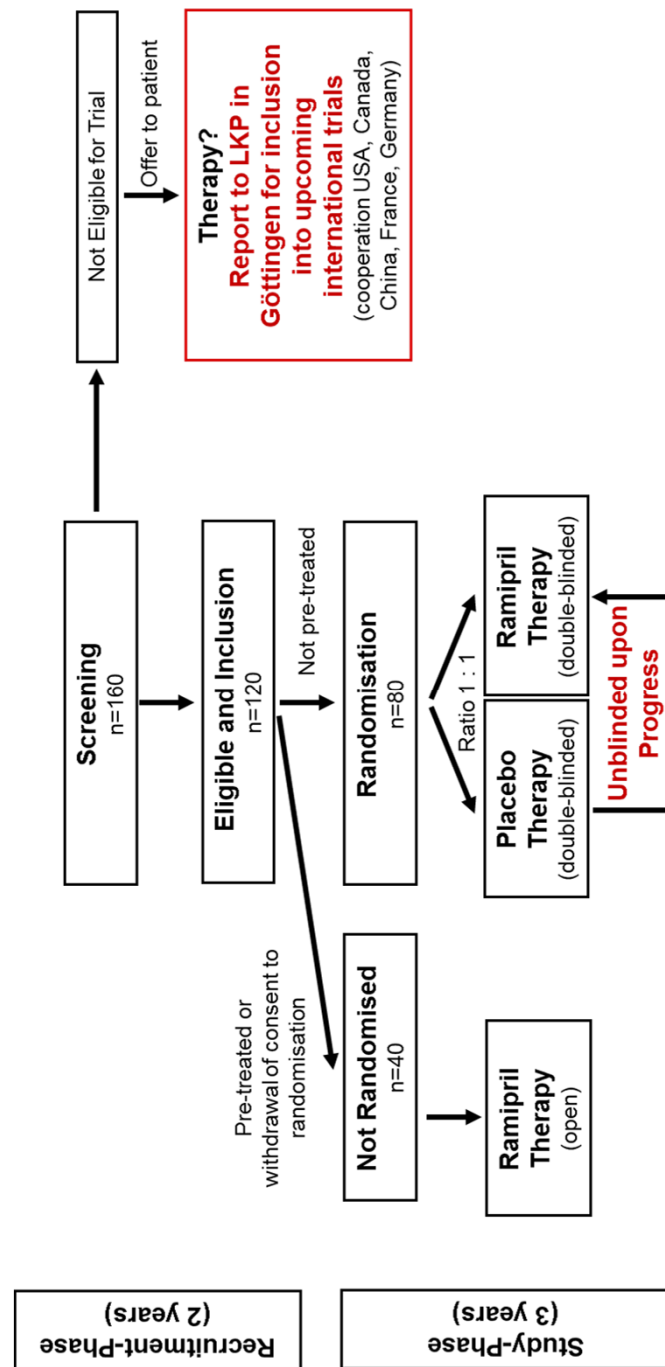 Recruitment-Phase
(2 years)
Study-Phase
(3 years)
Screening
n=160
Not Eligible for Trial
Offer to patient
Therapy?
Report to LKP in
Göttingen for inclusion
into upcoming
international trials
(cooperation USA, Canada,
China, France, Germany)
Eligible and Inclusion
n=120
Pre-treated or
withdrawal of consent to
randomisation
Not pre-treated
Not Randomised
n=40
Randomisation
n=80
Ratio 1 : 1
Ramipril
Therapy
(open)
Placebo
Therapy
(double-blinded)
Ramipril
Therapy
(double-blinded)
Unblinded upon
Progress